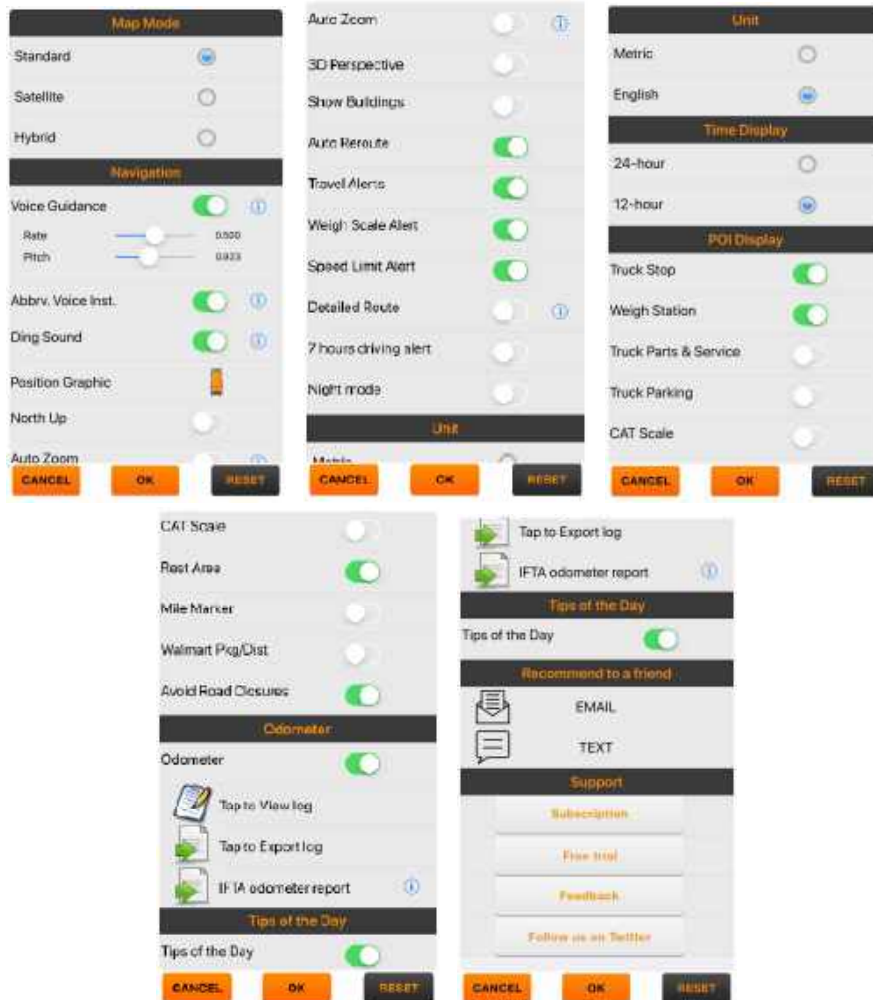 Map Mode
Standard
Satellite
Hybrid
Navigation
Voice Guidance
Rate 0.500
Pitch 0.923
Abbrv. Voice Inst.
Ding Sound
Position Graphic
North Up
Auto Zoom
CANCEL OK RESET
Auto Zoom
3D Perspective
Show Buildings
Auto Reroute
Travel Alerts
Weigh Scale Alert
Speed Limit Alert
Detailed Route
7 hours driving alert
Night mode
Unit
Metric
CANCEL OK RESET
Unit
Metric
English
Time Display
24-hour
12-hour
POI Display
Truck Stop
Weigh Station
Truck Parts & Service
Truck Parking
CAT Scale
CANCEL OK RESET
CAT Scale
Rest Area
Mile Marker
Walmart Pkg/Dist
Avoid Road Closures
Odometer
Odometer
Tap to View log
Tap to Export log
IFTA odometer report
Tips of the Day
Tips of the Day
CANCEL OK RESET
Tap to Export log
IFTA odometer report
Tips of the Day
Tips of the Day
Recommend to a friend
EMAIL
TEXT
Support
Subscription
Free trial
Feedback
Follow us on Twitter
CANCEL OK RESET